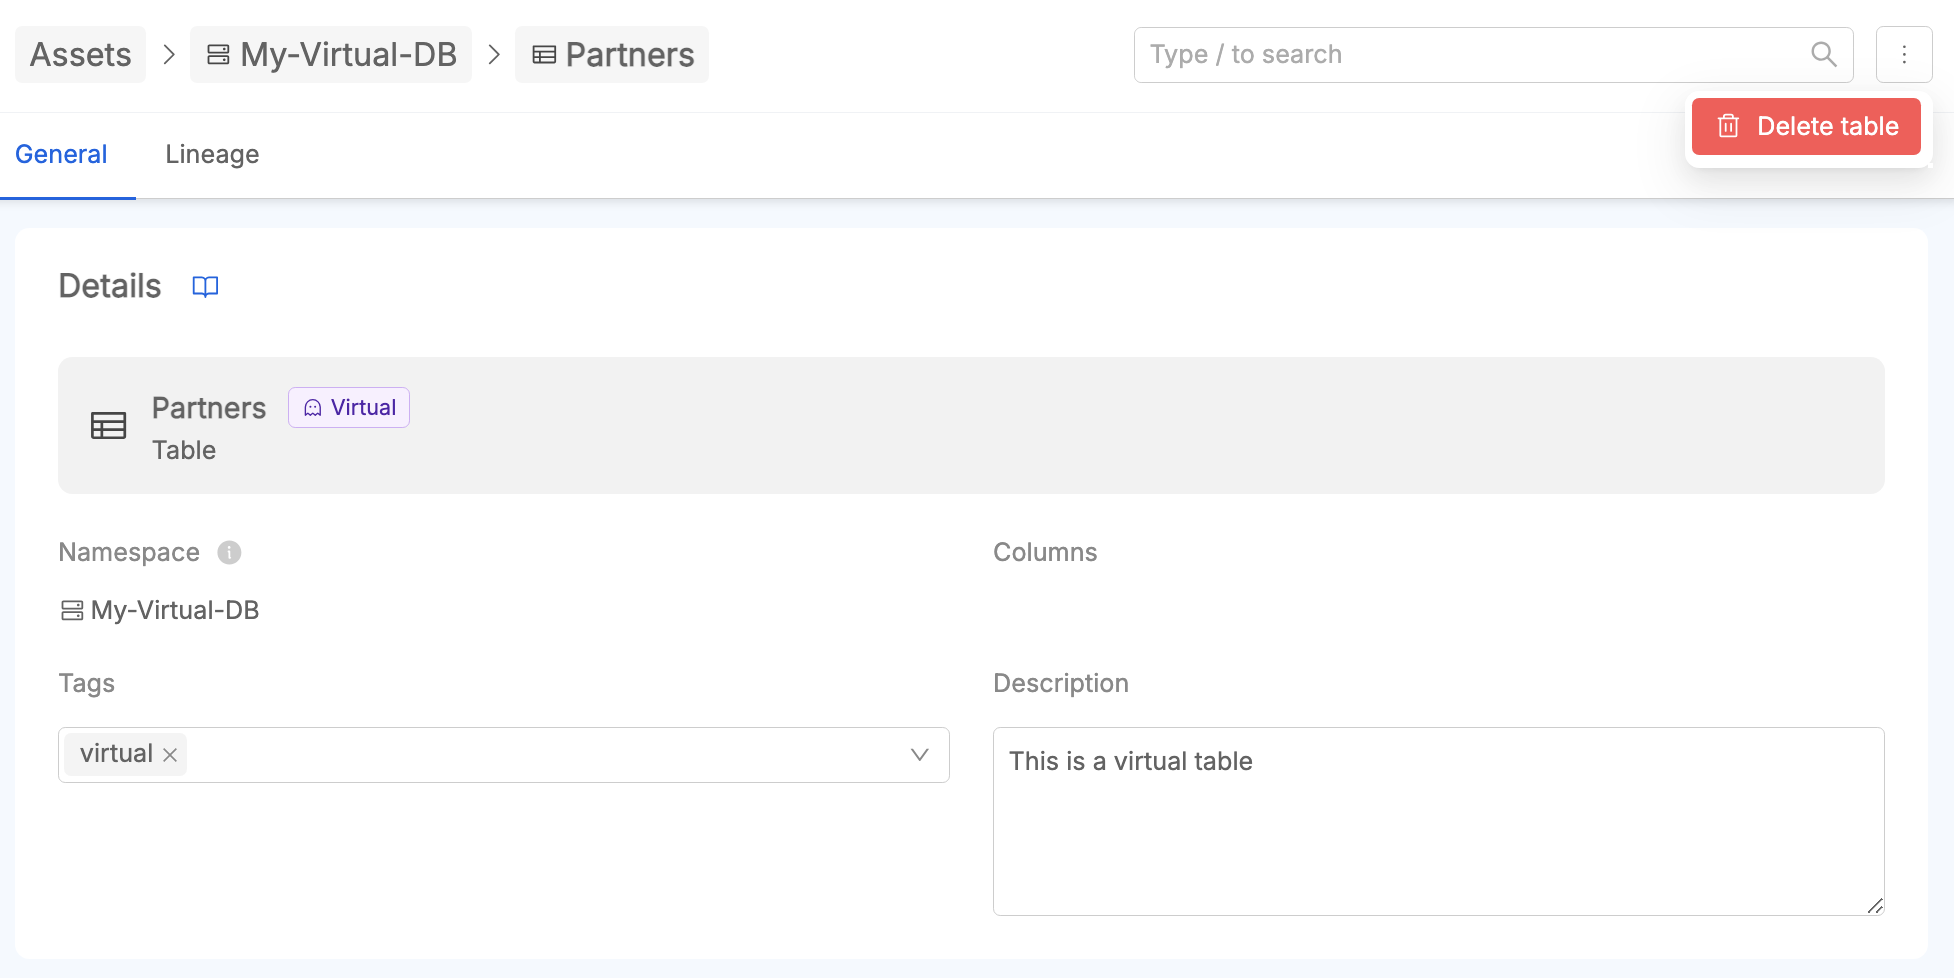 Assets > My-Virtual-DB > Partners
Type / to search
Delete table
General Lineage
Details
Partners Virtual
Table
Namespace
My-Virtual-DB
Columns
Tags
virtual
Description
This is a virtual table